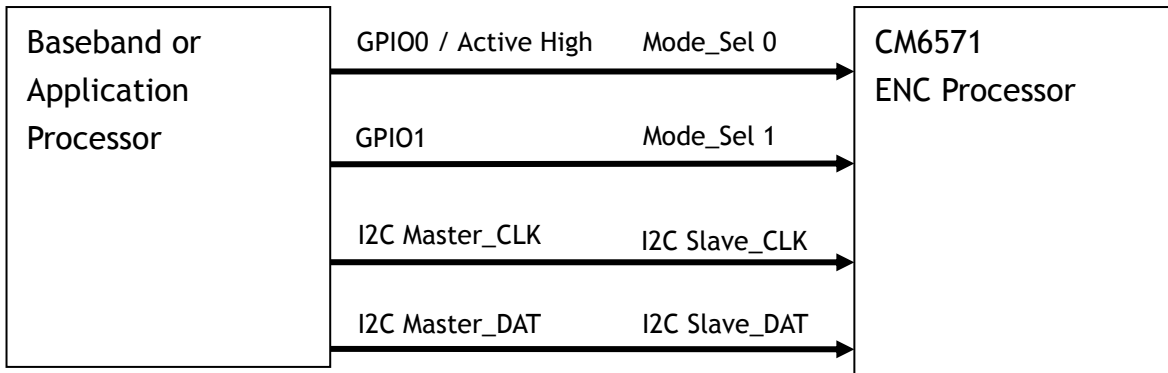 Baseband or
Application
Processor
GPIO0 / Active High Mode_Sel 0
GPIO1 Mode_Sel 1
I2C Master_CLK I2C Slave_CLK
I2C Master_DAT I2C Slave_DAT
CM6571
ENC Processor